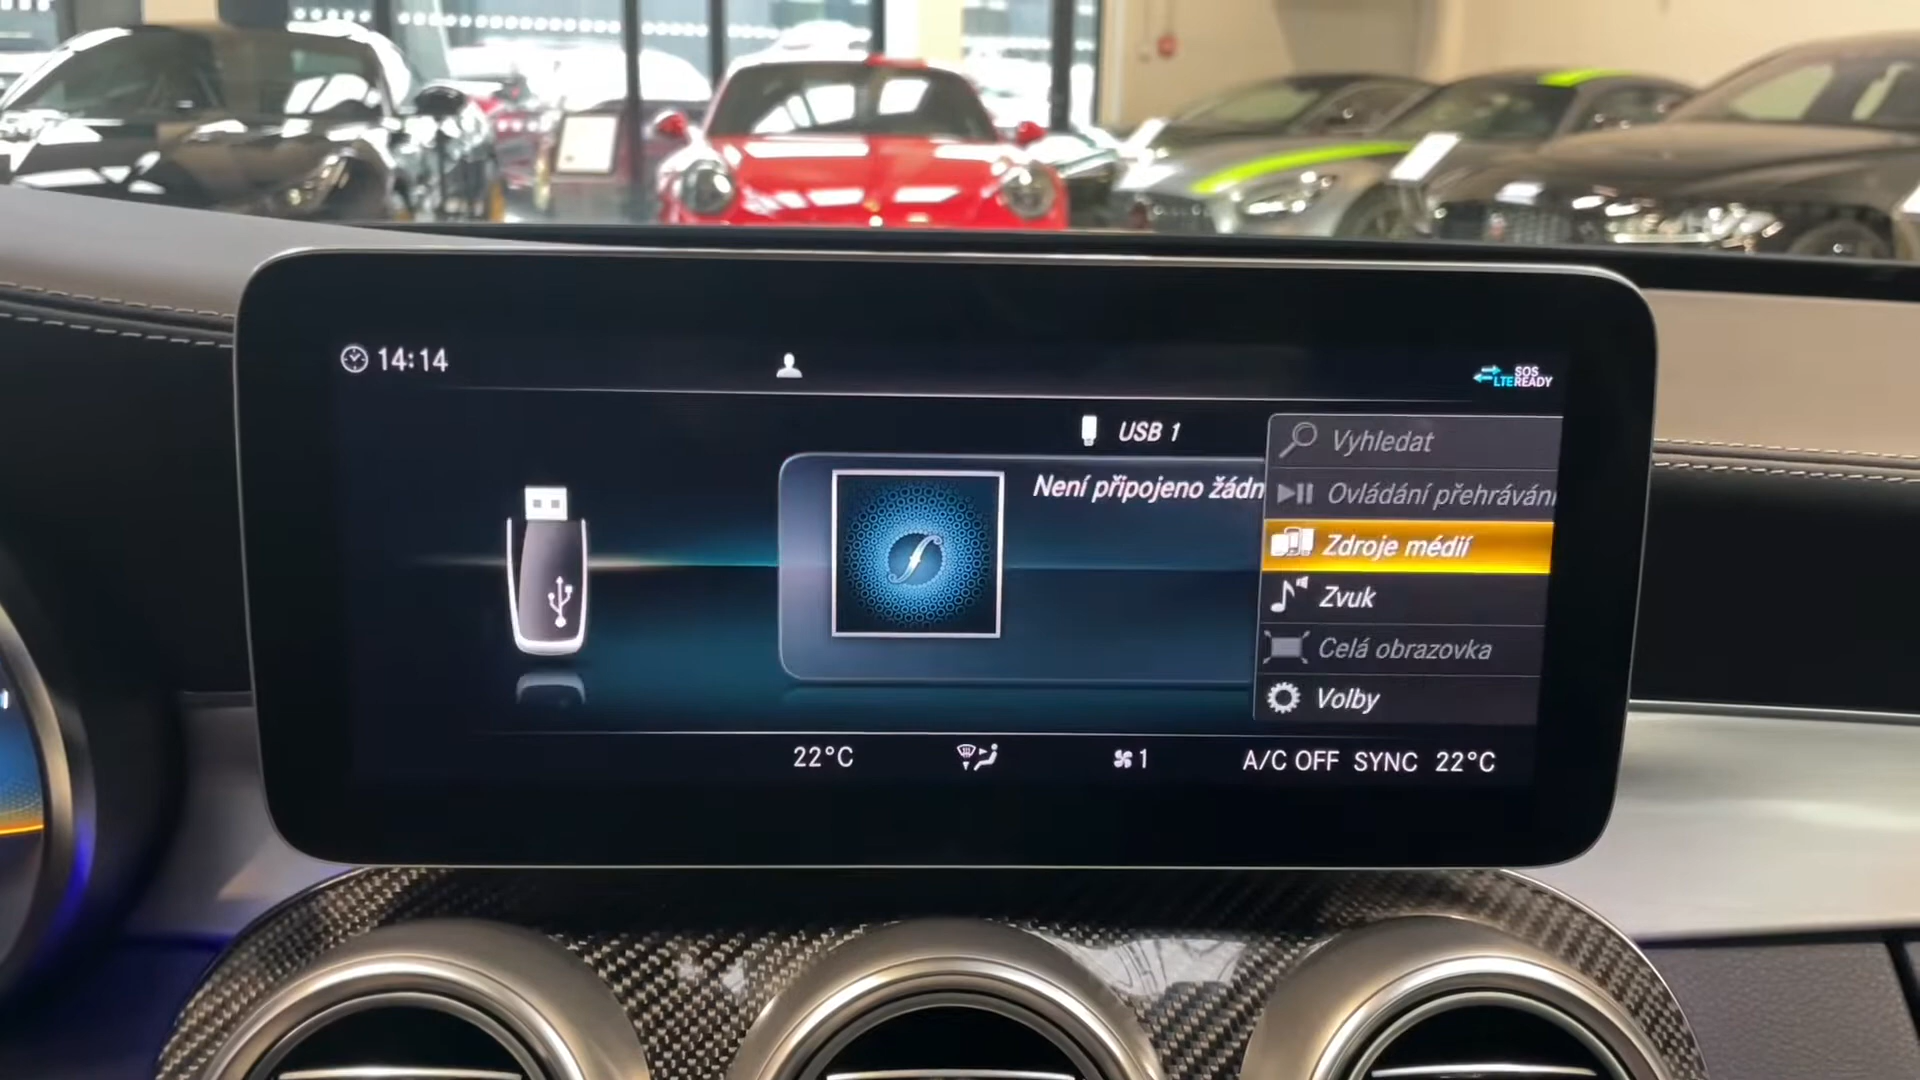 14:14
LTE
SOS
READY
USB 1
Není připojeno žádn
Vyhledat
Ovládání přehrávání
Zdroje médií
Zvuk
Celá obrazovka
Volby
22°C
1
A/C OFF SYNC 22°C